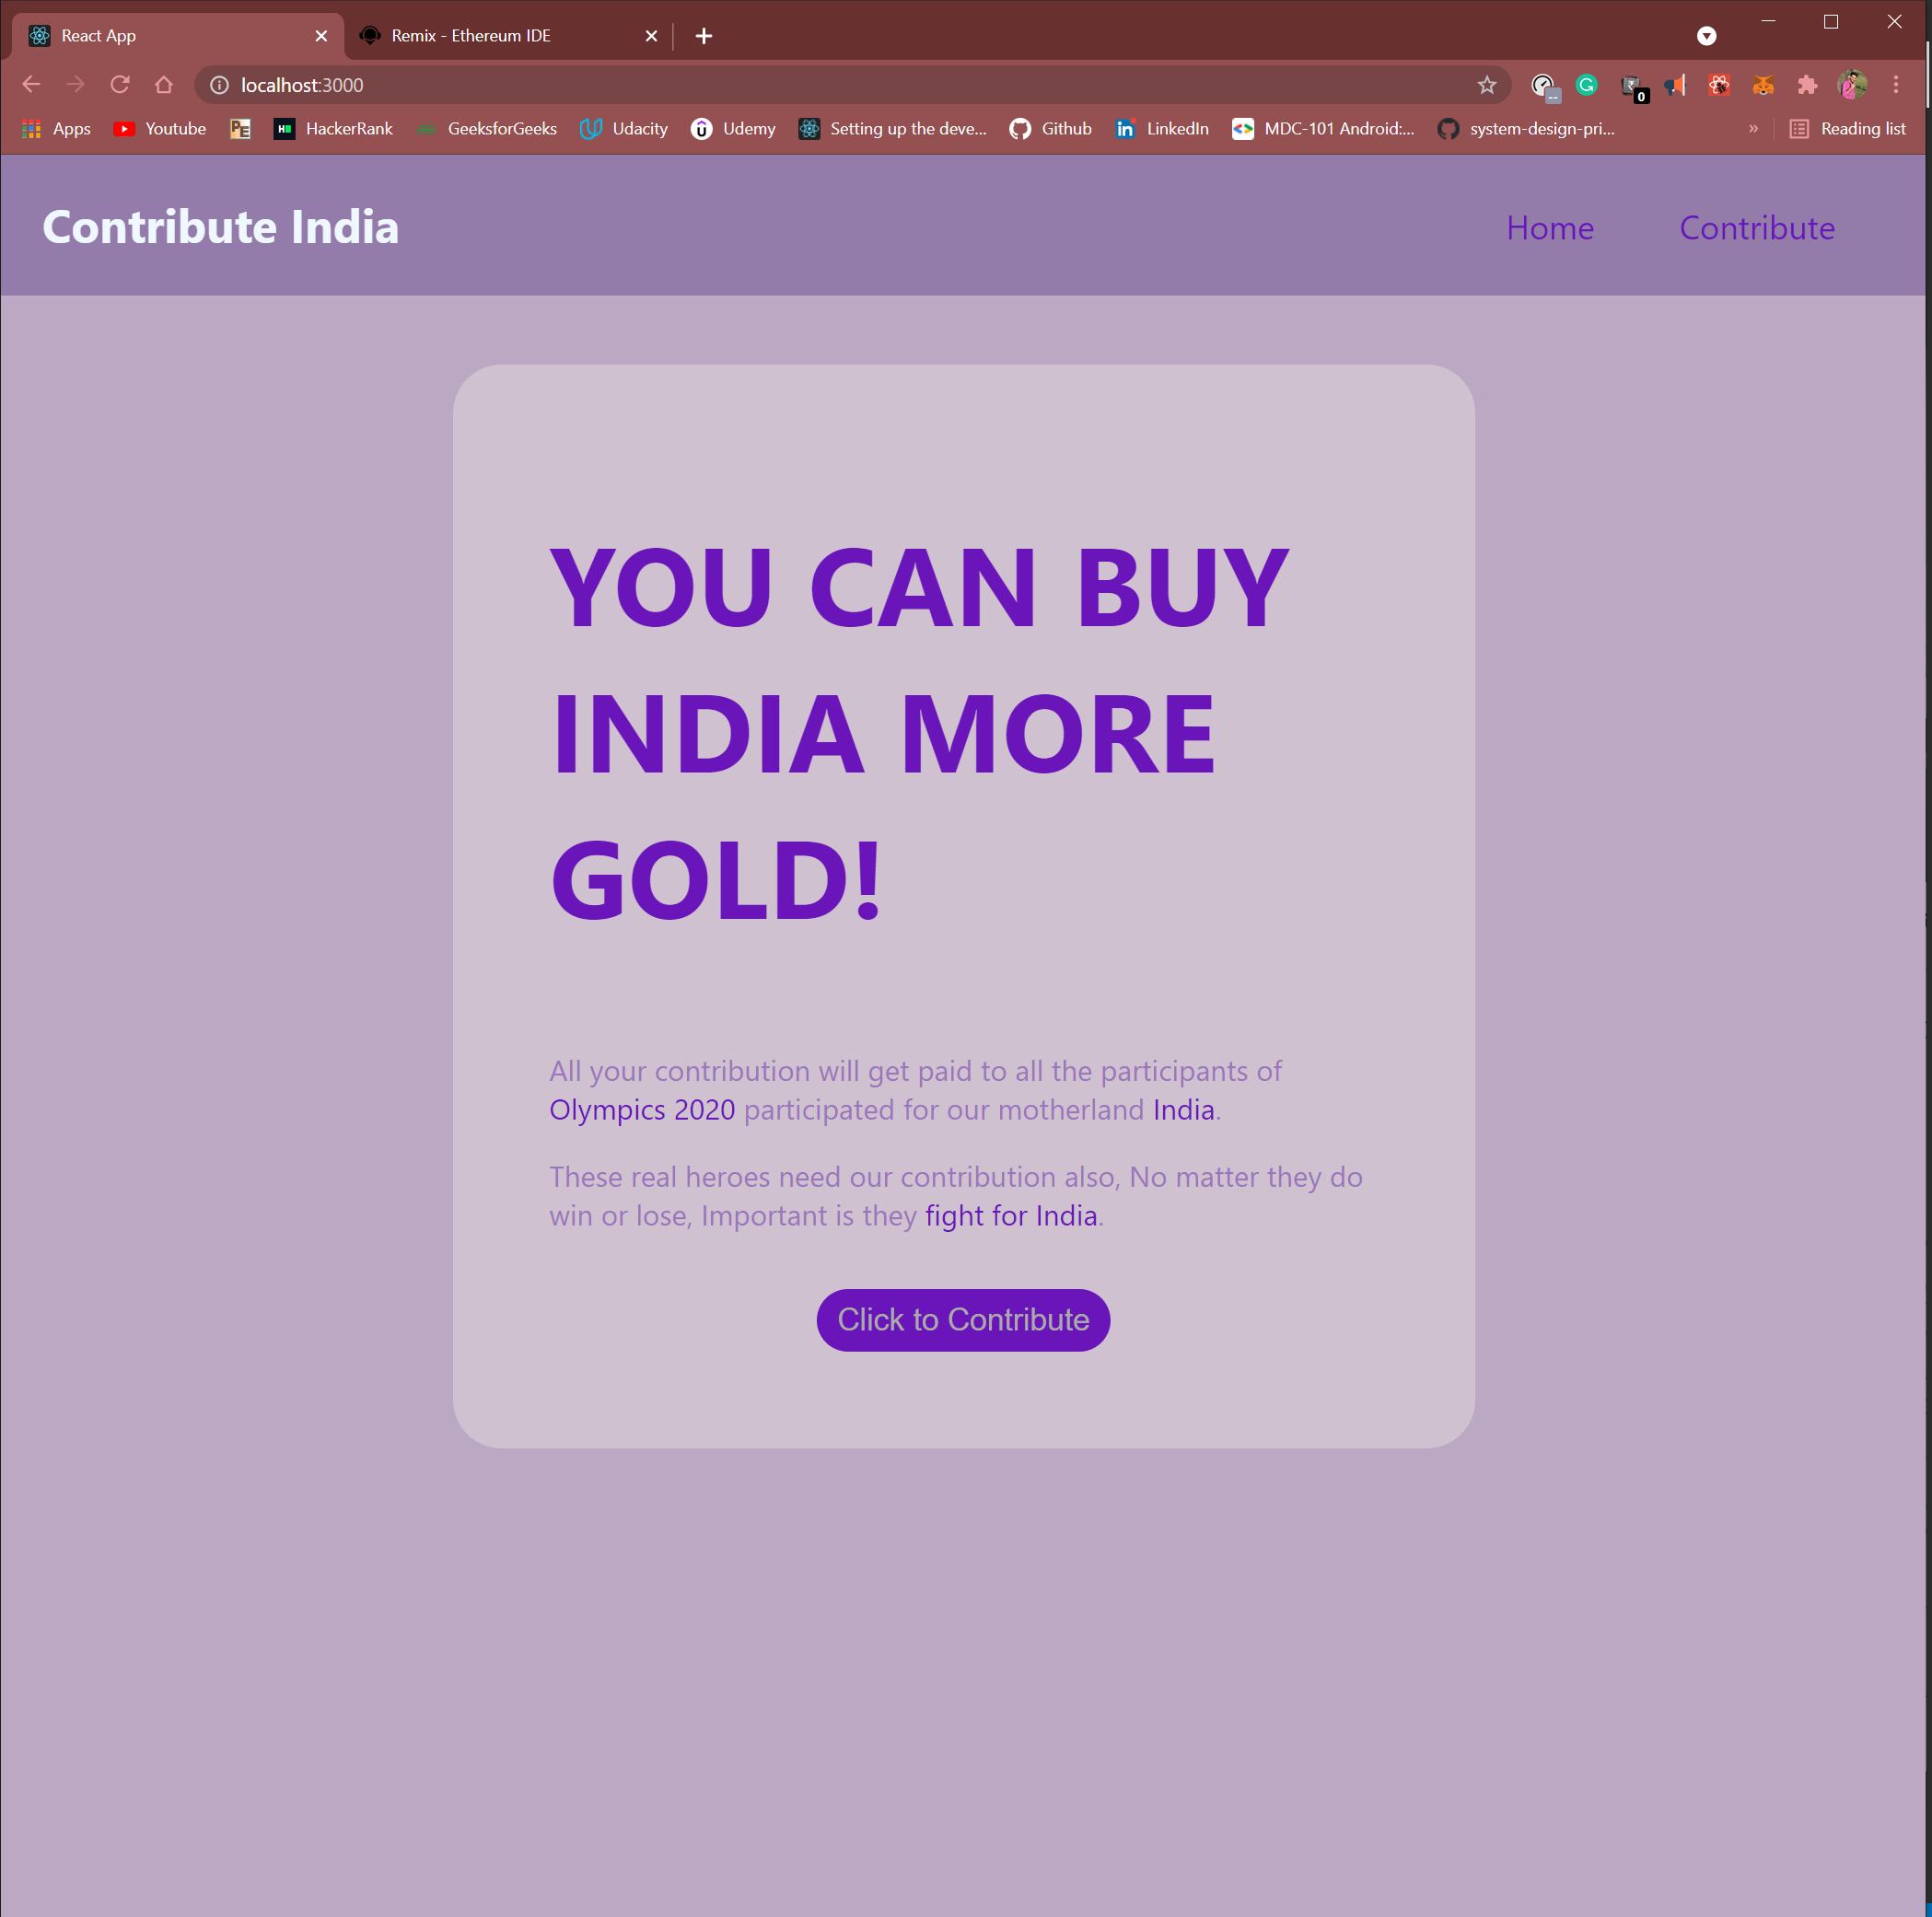 React App
Remix - Ethereum IDE
localhost:3000
0
Apps Youtube PE HackerRank GeeksforGeeks Udacity Udemy Setting up the deve... Github LinkedIn MDC-101 Android:... system-design-pri... » Reading list
Contribute India
Home Contribute
YOU CAN BUY
INDIA MORE
GOLD!
All your contribution will get paid to all the participants of
Olympics 2020 participated for our motherland India.
These real heroes need our contribution also, No matter they do
win or lose, Important is they fight for India.
Click to Contribute